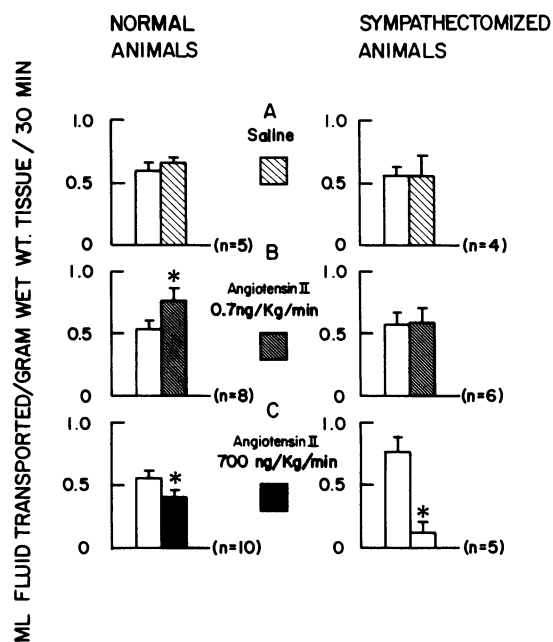 NORMAL
ANIMALS
SYMPATHECTOMIZED
ANIMALS
ML FLUID TRANSPORTED/GRAM WET WT. TISSUE / 30 MIN
A
Saline
1.0
0.5
0
(n=5)
1.0
0.5
0
(n=4)
B
Angiotensin II
0.7ng/Kg/min
1.0
0.5
0
*
(n=8)
1.0
0.5
0
(n=6)
C
Angiotensin II
700 ng/Kg/min
1.0
0.5
0
*
(n=10)
1.0
0.5
0
*
(n=5)